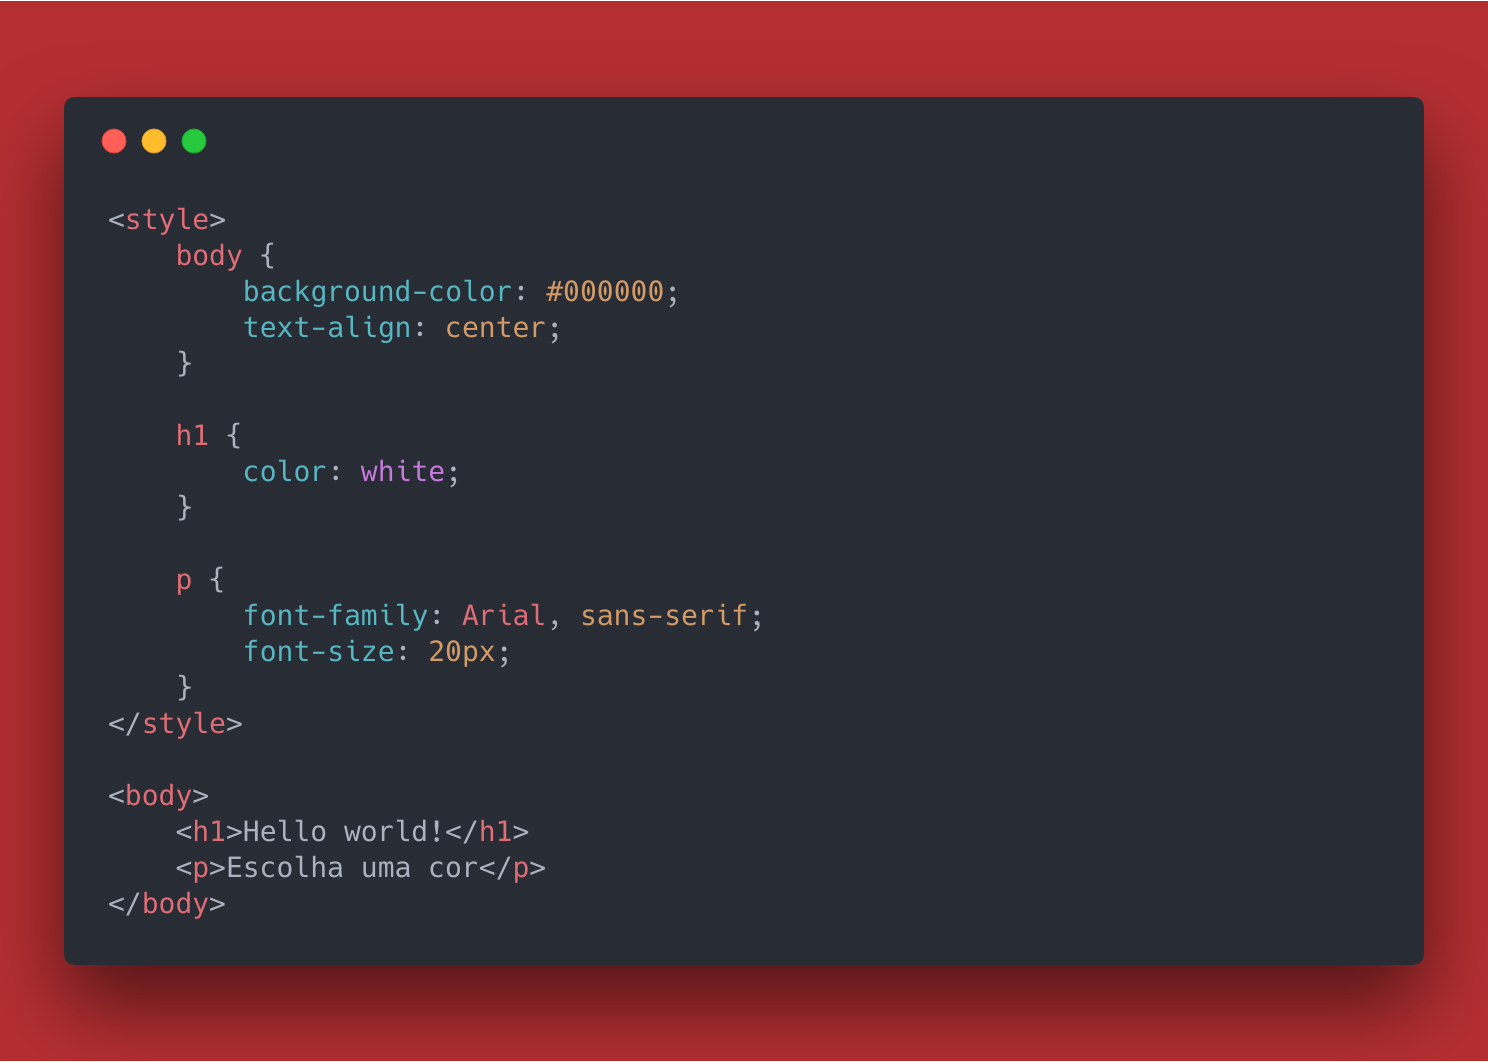 <style>
    body {
        background-color: #000000;
        text-align: center;
    }

    h1 {
        color: white;
    }

    p {
        font-family: Arial, sans-serif;
        font-size: 20px;
    }
</style>

<body>
    <h1>Hello world!</h1>
    <p>Escolha uma cor</p>
</body>